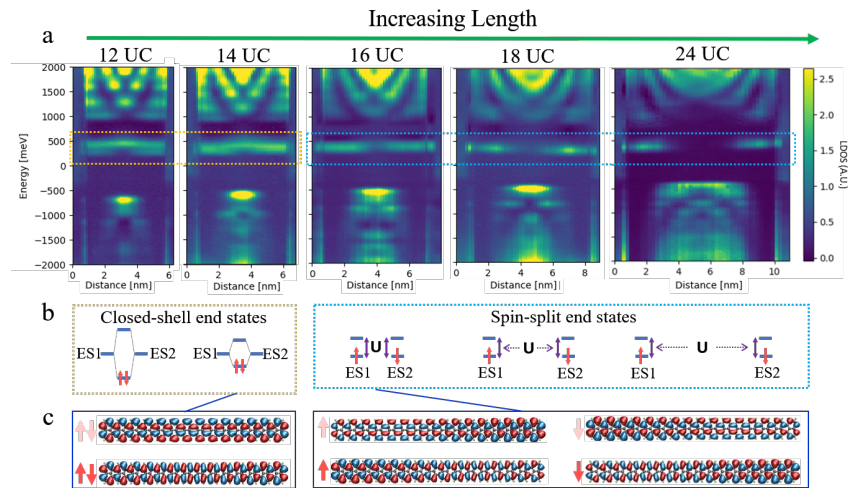 Increasing Length
a
12 UC 14 UC 16 UC 18 UC 24 UC
Energy [meV]
2000
1500
1000
500
0
−500
−1000
−1500
−2000
0 2 4 6
Distance [nm]
0 2 4 6
Distance [nm]
0 2 4 6 8
Distance [nm]
0 2 4 6 8
Distance [nm]
0 2 4 6 8 10
Distance [nm]
2.5
2.0
1.5
1.0
0.5
0.0
LDOS (A.U.)
b
Closed-shell end states
ES1 ES2
Spin-split end states
U U U
ES1 ES2 ES1 ES2 ES1 ES2
c